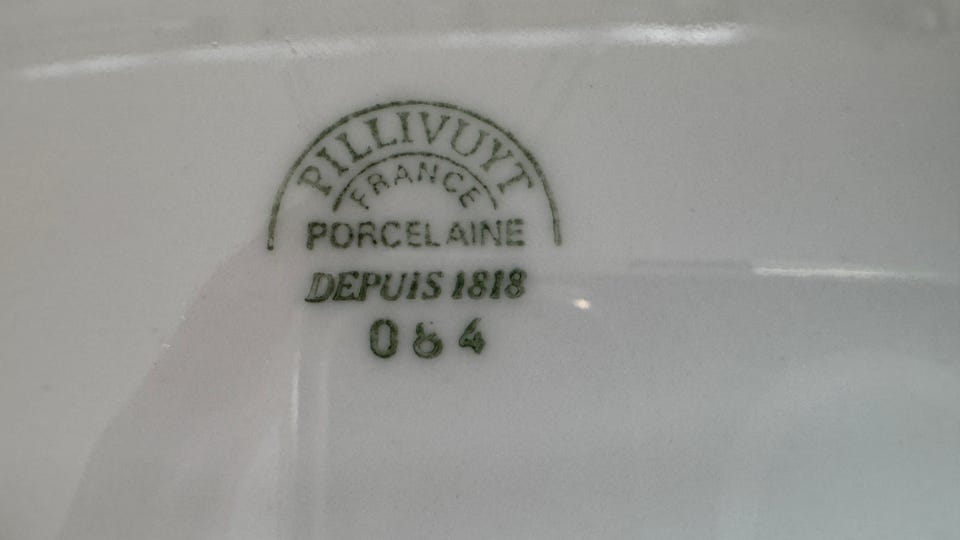 PILLIVUYT
FRANCE
PORCELAINE
DEPUIS 1818
064